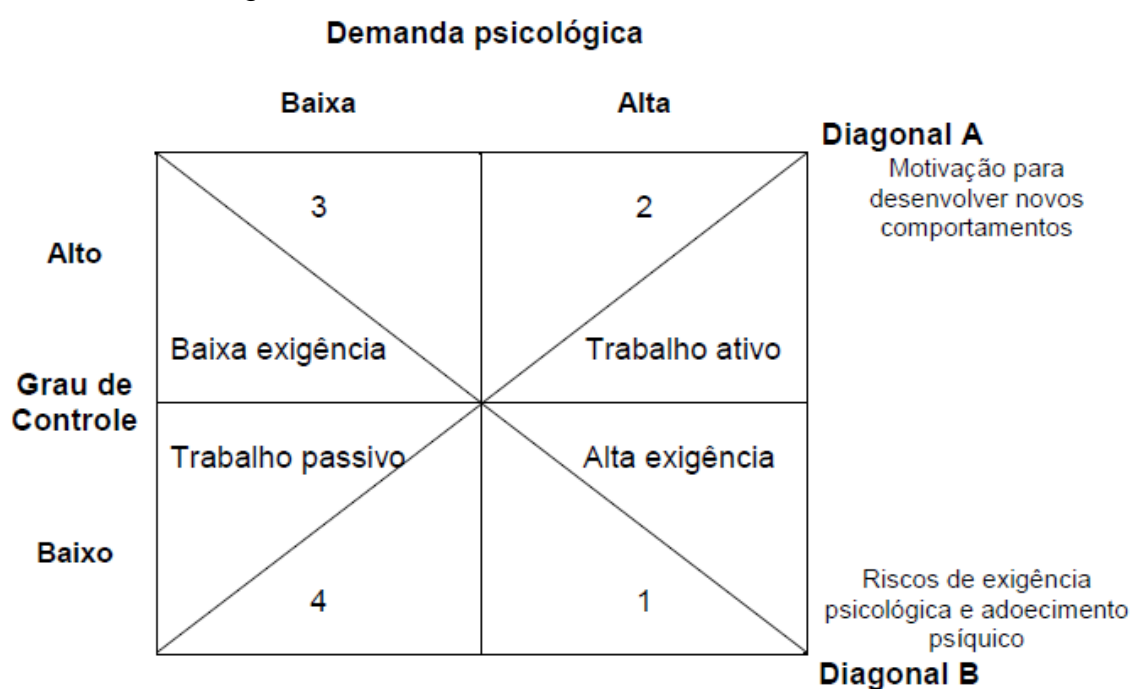 Demanda psicológica
Baixa
Alta
Diagonal A
Motivação para
desenvolver novos
comportamentos
3
2
Alto
Baixa exigência
Trabalho ativo
Grau de
Controle
Trabalho passivo
Alta exigência
Baixo
4
1
Riscos de exigência
psicológica e adoecimento
psíquico
Diagonal B